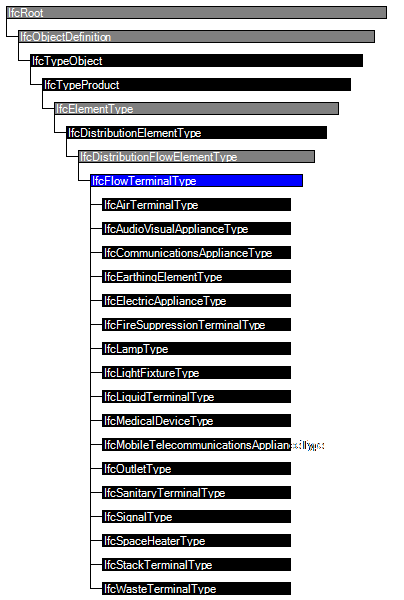 IfcRoot
IfcObjectDefinition
IfcTypeObject
IfcTypeProduct
IfcElementType
IfcDistributionElementType
IfcDistributionFlowElementType
IfcFlowTerminalType
IfcAirTerminalType
IfcAudioVisualApplianceType
IfcCommunicationsApplianceType
IfcEarthingElementType
IfcElectricApplianceType
IfcFireSuppressionTerminalType
IfcLampType
IfcLightFixtureType
IfcLiquidTerminalType
IfcMedicalDeviceType
IfcMobileTelecommunicationsApplianceType
IfcOutletType
IfcSanitaryTerminalType
IfcSignalType
IfcSpaceHeaterType
IfcStackTerminalType
IfcWasteTerminalType